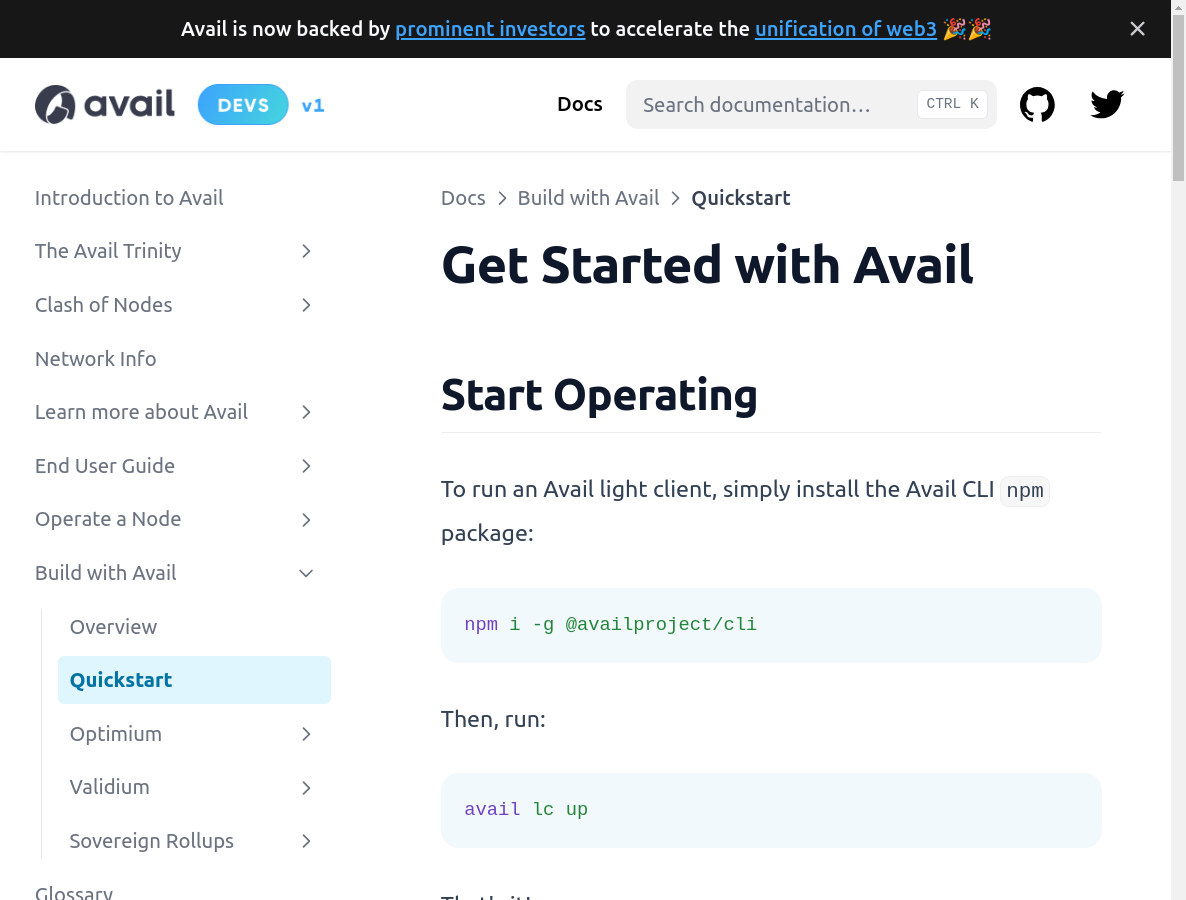 Avail is now backed by prominent investors to accelerate the unification of web3 🎉🎉
avail DEVS v1 Docs Search documentation… CTRL K
Introduction to Avail
The Avail Trinity
Clash of Nodes
Network Info
Learn more about Avail
End User Guide
Operate a Node
Build with Avail
Overview
Quickstart
Optimium
Validium
Sovereign Rollups
Glossary
Docs > Build with Avail > Quickstart
Get Started with Avail
Start Operating
To run an Avail light client, simply install the Avail CLI npm
package:
npm i -g @availproject/cli
Then, run:
avail lc up
That's it!